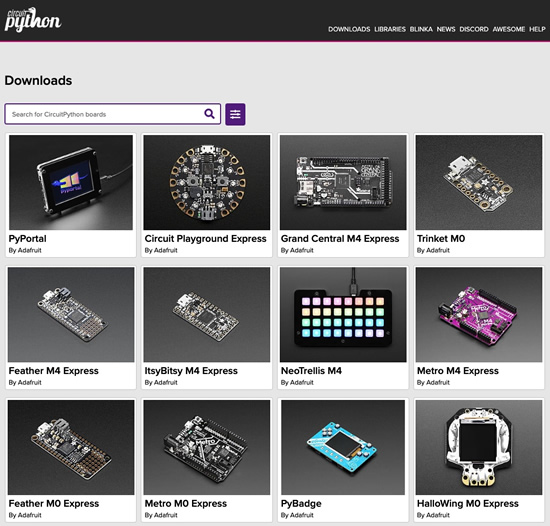 circuit
python
DOWNLOADS LIBRARIES BLINKA NEWS DISCORD AWESOME HELP
Downloads
Search for CircuitPython boards
PyPortal
Circuit Playground Express
Grand Central M4 Express
Trinket M0
By Adafruit
By Adafruit
By Adafruit
By Adafruit
Feather M4 Express
ItsyBitsy M4 Express
NeoTrellis M4
Metro M4 Express
By Adafruit
By Adafruit
By Adafruit
By Adafruit
Metro
Feather M0 Express
Metro M0 Express
PyBadge
HalloWing M0 Express
By Adafruit
By Adafruit
By Adafruit
By Adafruit